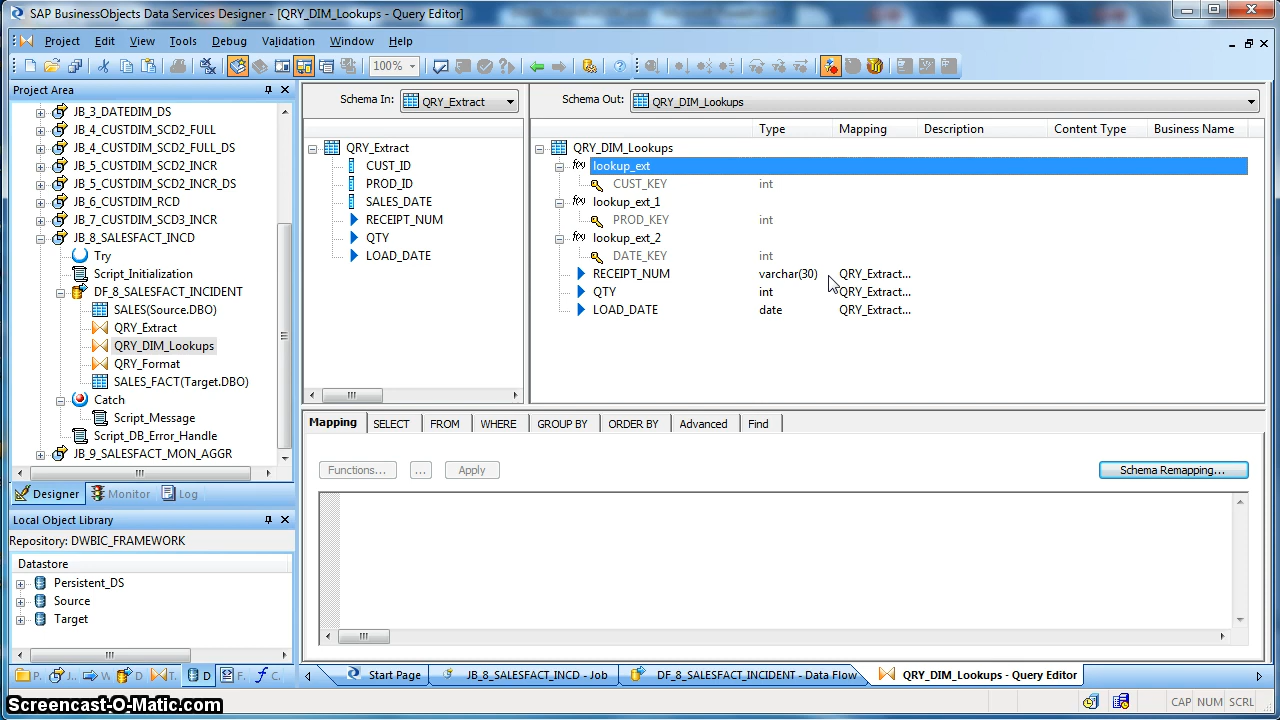 SAP BusinessObjects Data Services Designer - [QRY_DIM_Lookups - Query Editor]
Project Edit View Tools Debug Validation Window Help
100%
Project Area
JB_3_DATEDIM_DS
JB_4_CUSTDIM_SCD2_FULL
JB_4_CUSTDIM_SCD2_FULL_DS
JB_5_CUSTDIM_SCD2_INCR
JB_5_CUSTDIM_SCD2_INCR_DS
JB_6_CUSTDIM_RCD
JB_7_CUSTDIM_SCD3_INCR
JB_8_SALESFACT_INCD
Try
Script_Initialization
DF_8_SALESFACT_INCIDENT
SALES(Source.DBO)
QRY_Extract
QRY_DIM_Lookups
QRY_Format
SALES_FACT(Target.DBO)
Catch
Script_Message
Script_DB_Error_Handle
JB_9_SALESFACT_MON_AGGR
Designer Monitor Log
Local Object Library
Repository: DWBIC_FRAMEWORK
Datastore
Persistent_DS
Source
Target
P. J.. W T. D F. C.
Schema In: QRY_Extract
QRY_Extract
CUST_ID
PROD_ID
SALES_DATE
RECEIPT_NUM
QTY
LOAD_DATE
Schema Out: QRY_DIM_Lookups
Type Mapping Description Content Type Business Name
QRY_DIM_Lookups
lookup_ext
CUST_KEY int
lookup_ext_1
PROD_KEY int
lookup_ext_2
DATE_KEY int
RECEIPT_NUM varchar(30) QRY_Extract...
QTY int QRY_Extract...
LOAD_DATE date QRY_Extract...
Mapping SELECT FROM WHERE GROUP BY ORDER BY Advanced Find
Functions... ... Apply Schema Remapping...
Start Page JB_8_SALESFACT_INCD - Job DF_8_SALESFACT_INCIDENT - Data Flow QRY_DIM_Lookups - Query Editor
CAP NUM SCRL
Screencast-O-Matic.com